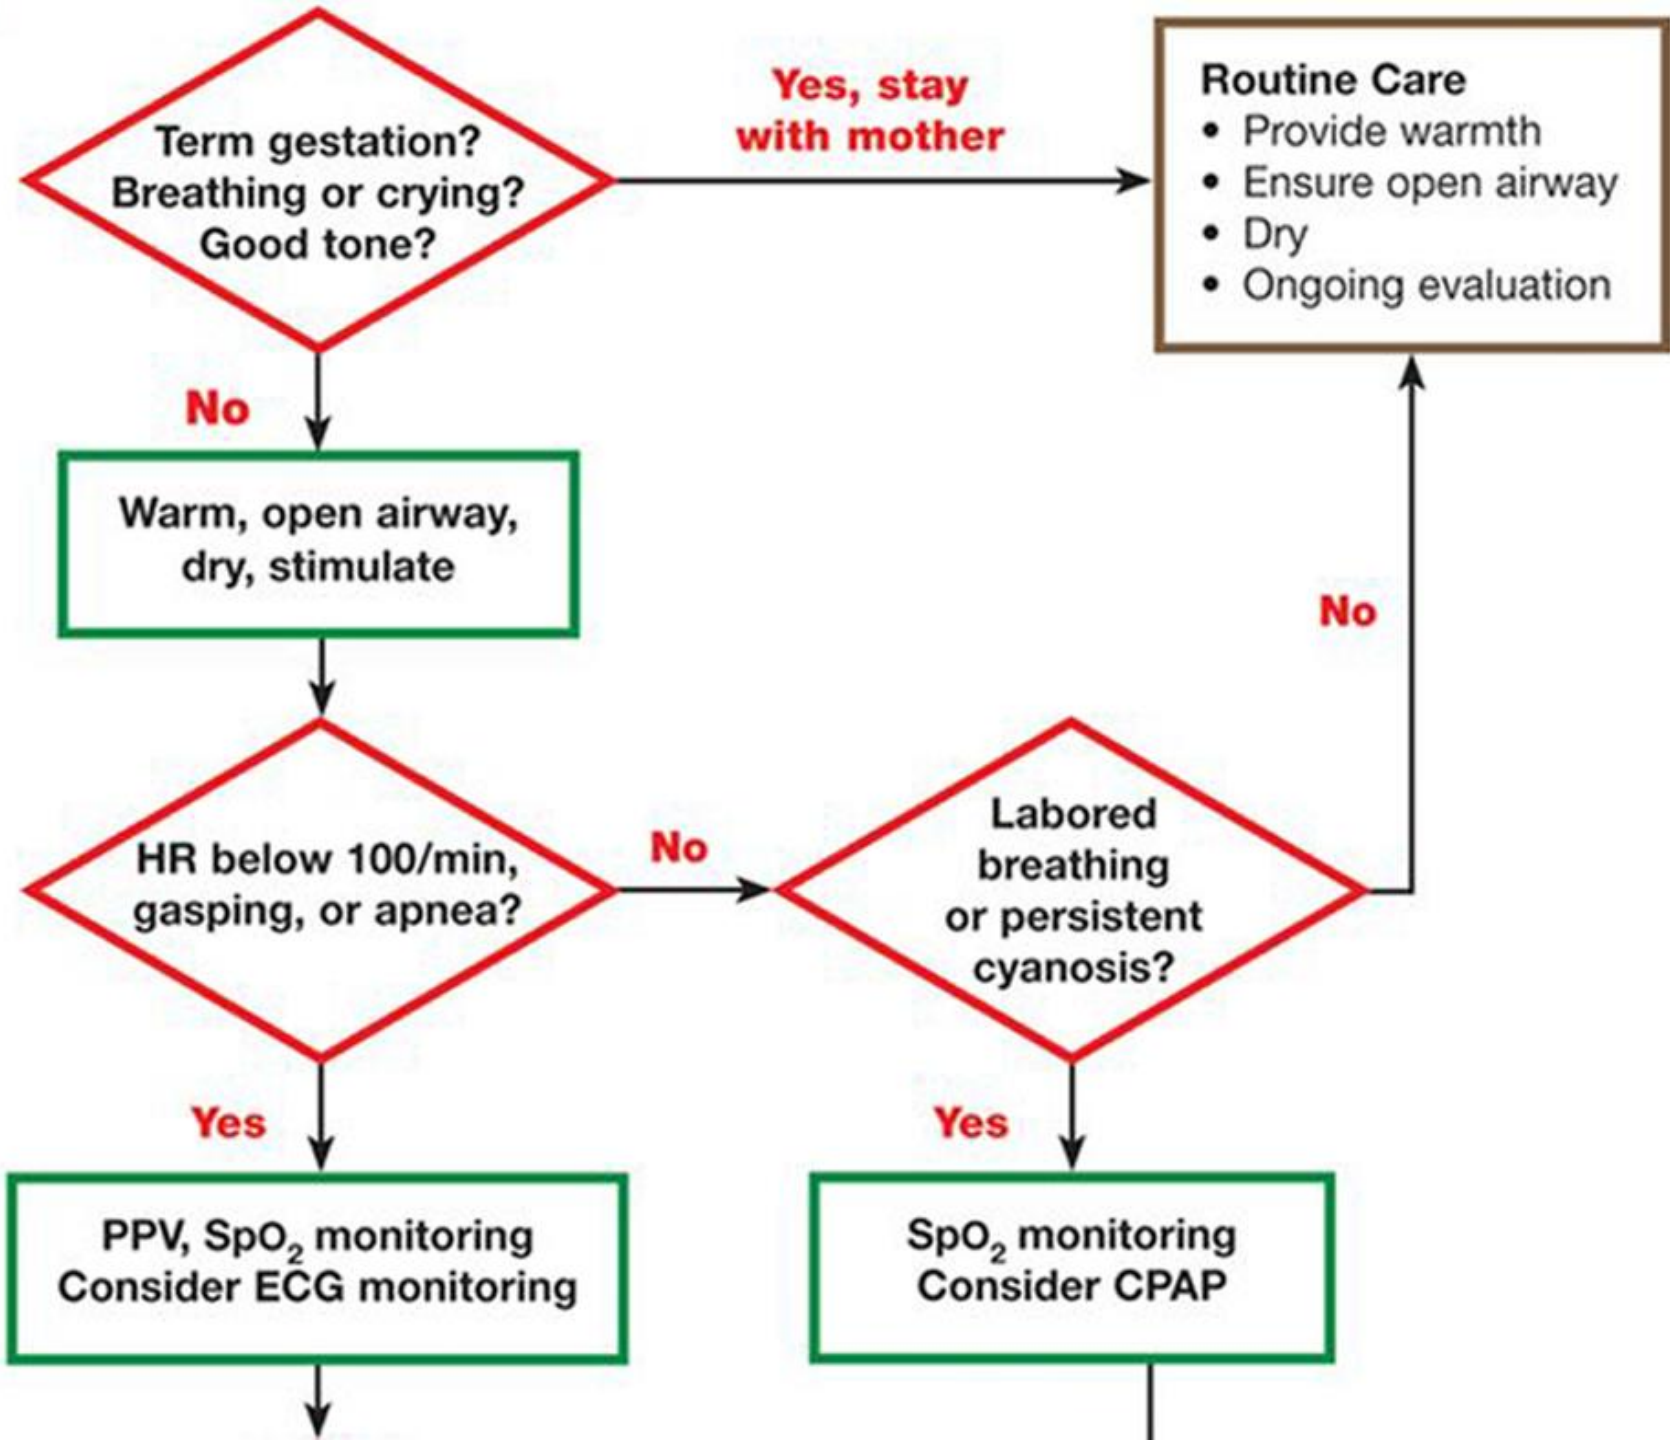 Term gestation?
Breathing or crying?
Good tone?
Yes, stay
with mother
Routine Care
• Provide warmth
• Ensure open airway
• Dry
• Ongoing evaluation
No
Warm, open airway,
dry, stimulate
No
HR below 100/min,
gasping, or apnea?
No
Labored
breathing
or persistent
cyanosis?
Yes
Yes
PPV, SpO₂ monitoring
Consider ECG monitoring
SpO₂ monitoring
Consider CPAP